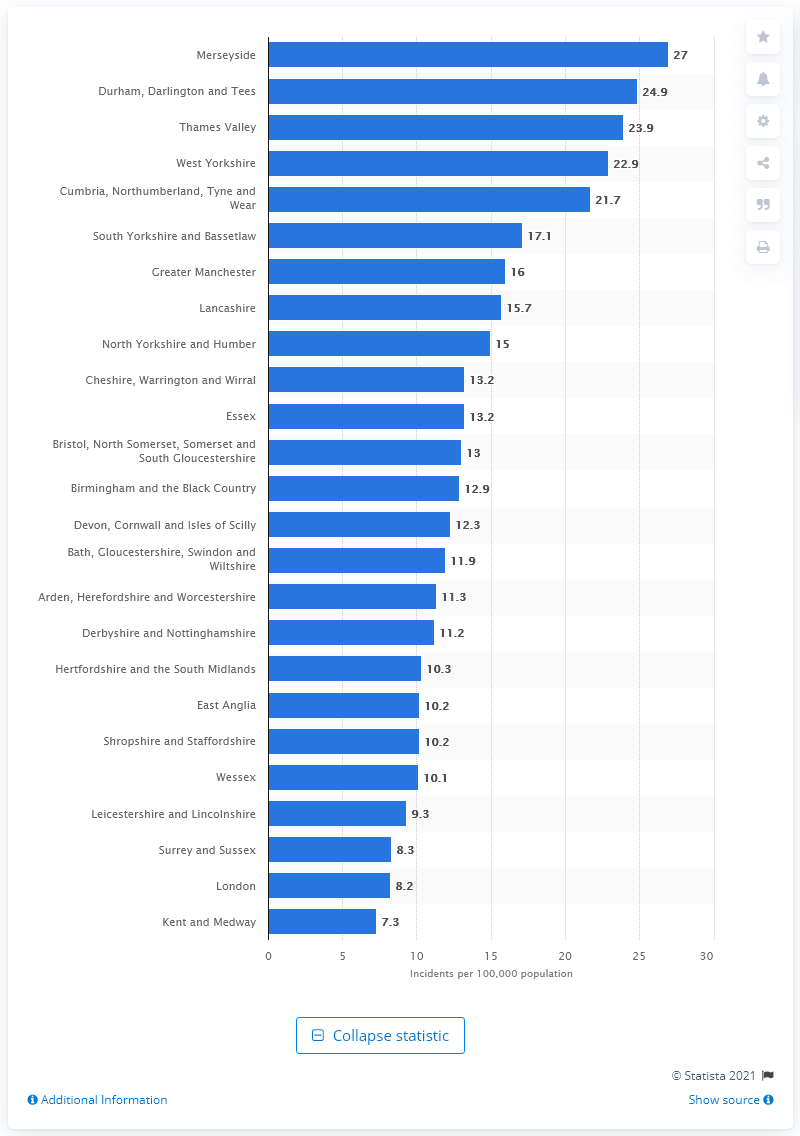 Merseyside 27
Durham, Darlington and Tees 24.9
Thames Valley 23.9
West Yorkshire 22.9
Cumbria, Northumberland, Tyne and
Wear 21.7
South Yorkshire and Bassetlaw 17.1
Greater Manchester 16
Lancashire 15.7
North Yorkshire and Humber 15
Cheshire, Warrington and Wirral 13.2
Essex 13.2
Bristol, North Somerset, Somerset and
South Gloucestershire 13
Birmingham and the Black Country 12.9
Devon, Cornwall and Isles of Scilly 12.3
Bath, Gloucestershire, Swindon and
Wiltshire 11.9
Arden, Herefordshire and Worcestershire 11.3
Derbyshire and Nottinghamshire 11.2
Hertfordshire and the South Midlands 10.3
East Anglia 10.2
Shropshire and Staffordshire 10.2
Wessex 10.1
Leicestershire and Lincolnshire 9.3
Surrey and Sussex 8.3
London 8.2
Kent and Medway 7.3
0 5 10 15 20 25 30
Incidents per 100,000 population
Collapse statistic
© Statista 2021
Additional Information Show source